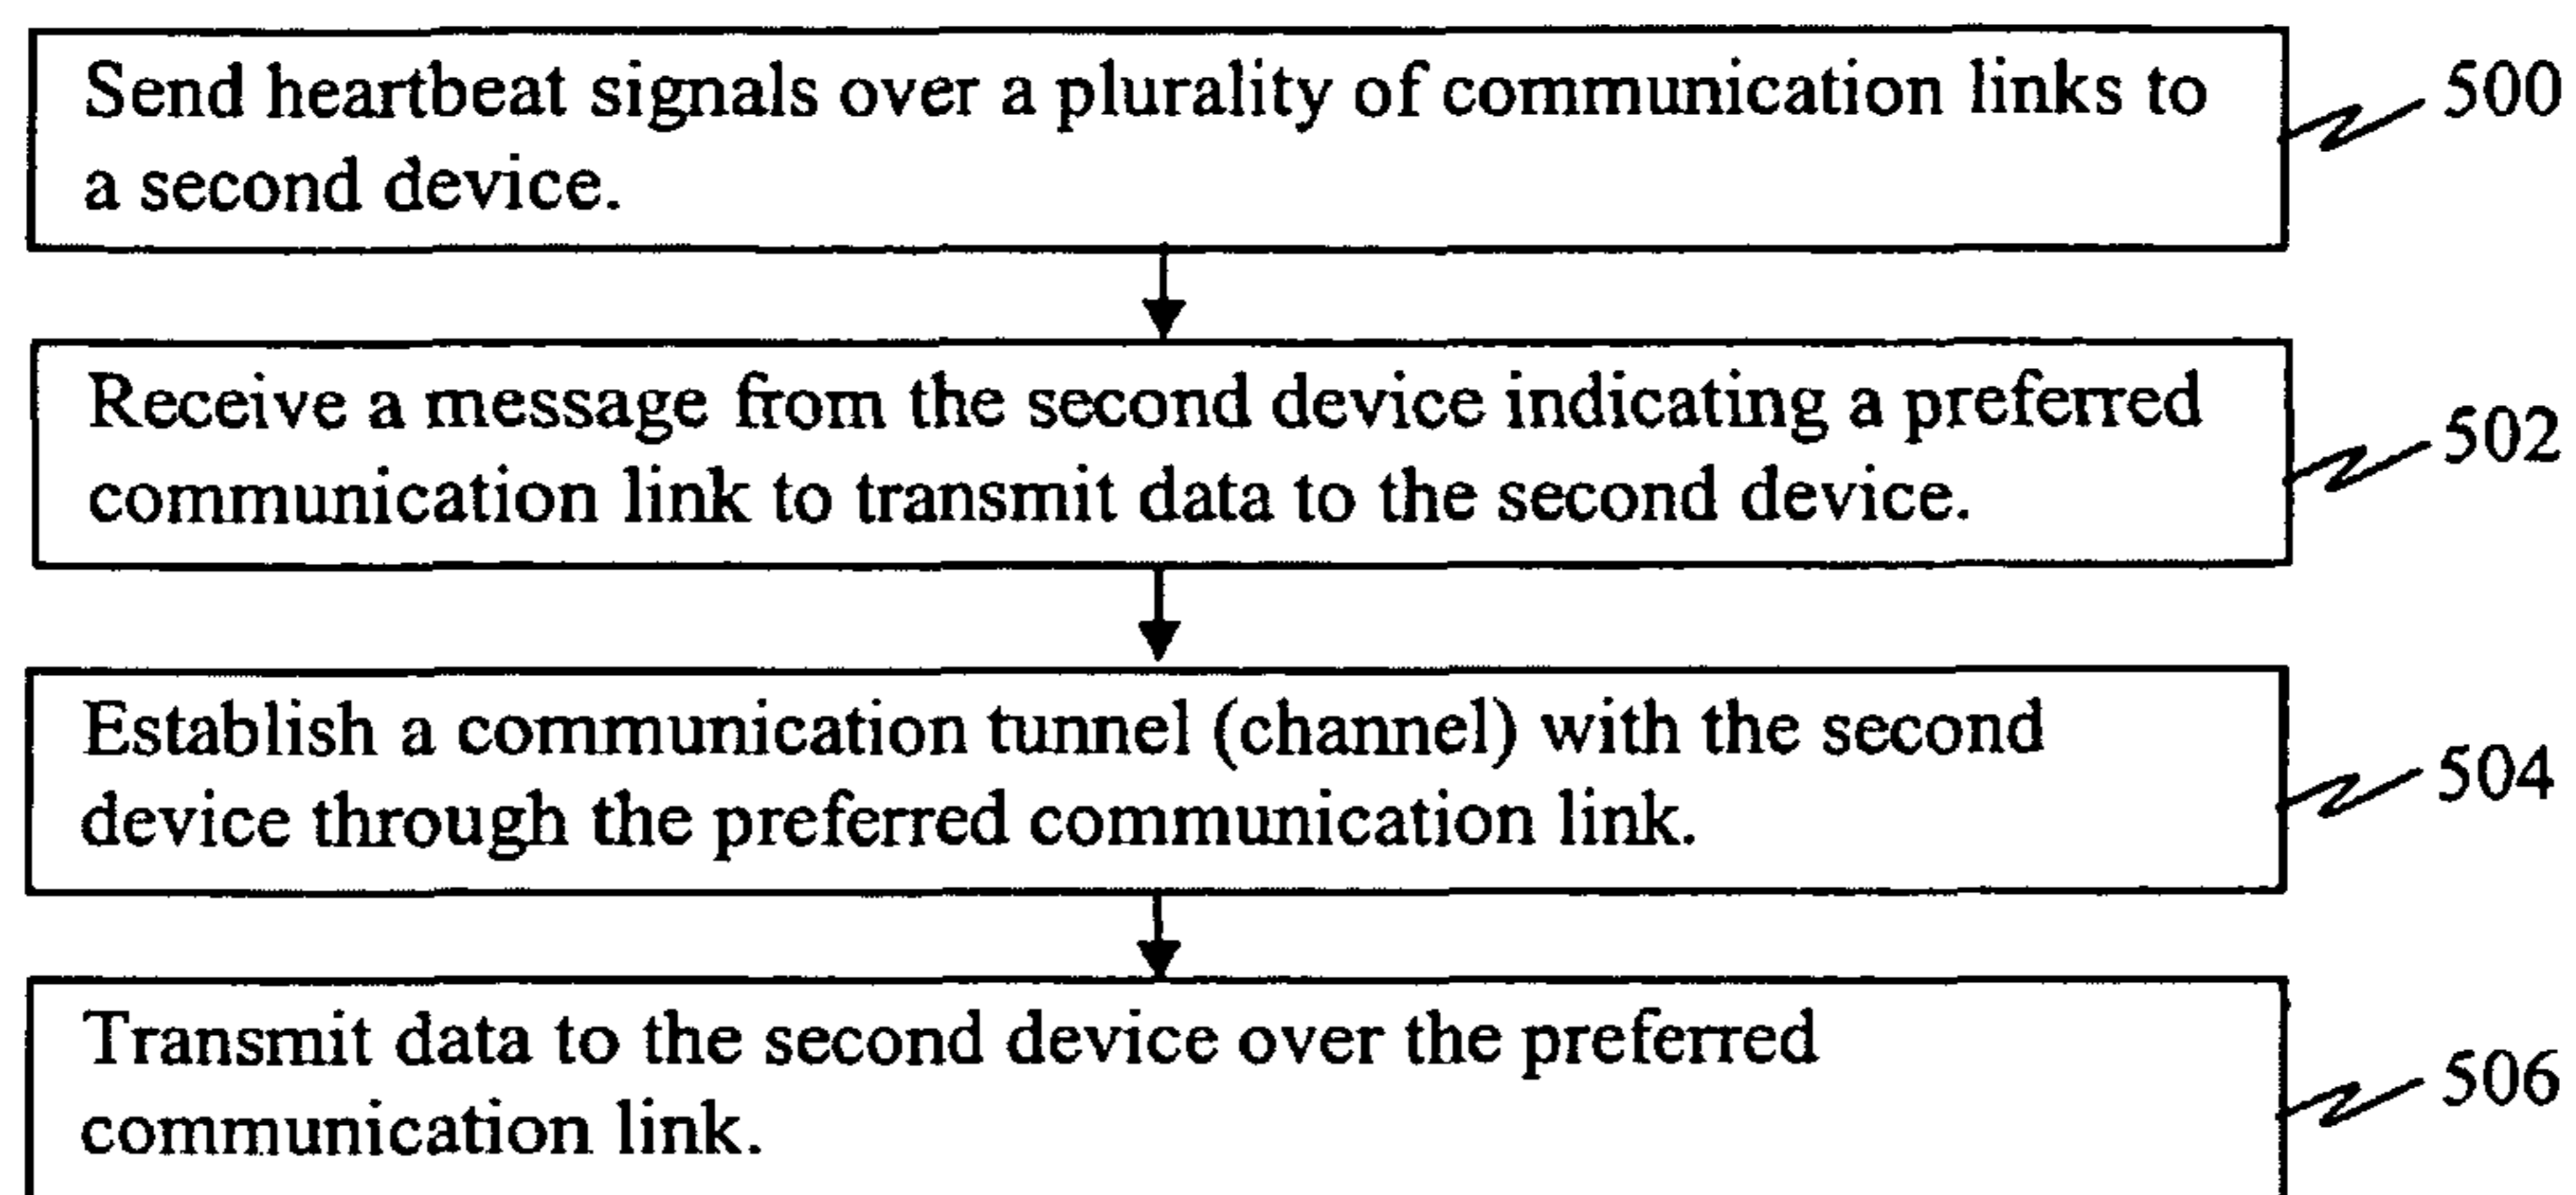 Send heartbeat signals over a plurality of communication links to
a second device.
500
Receive a message from the second device indicating a preferred
communication link to transmit data to the second device.
502
Establish a communication tunnel (channel) with the second
device through the preferred communication link.
504
Transmit data to the second device over the preferred
communication link.
506